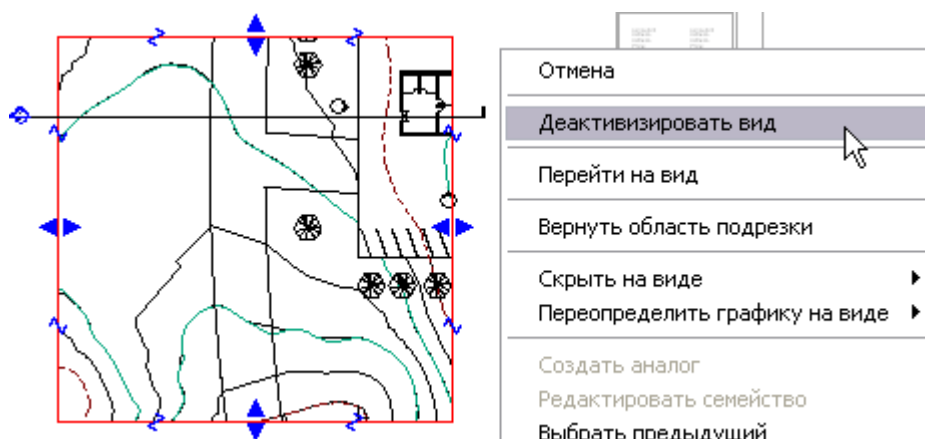 Отмена
Деактивизировать вид
Перейти на вид
Вернуть область подрезки
Скрыть на виде
Переопределить графику на виде
Создать аналог
Редактировать семейство
Выбрать предыдущий